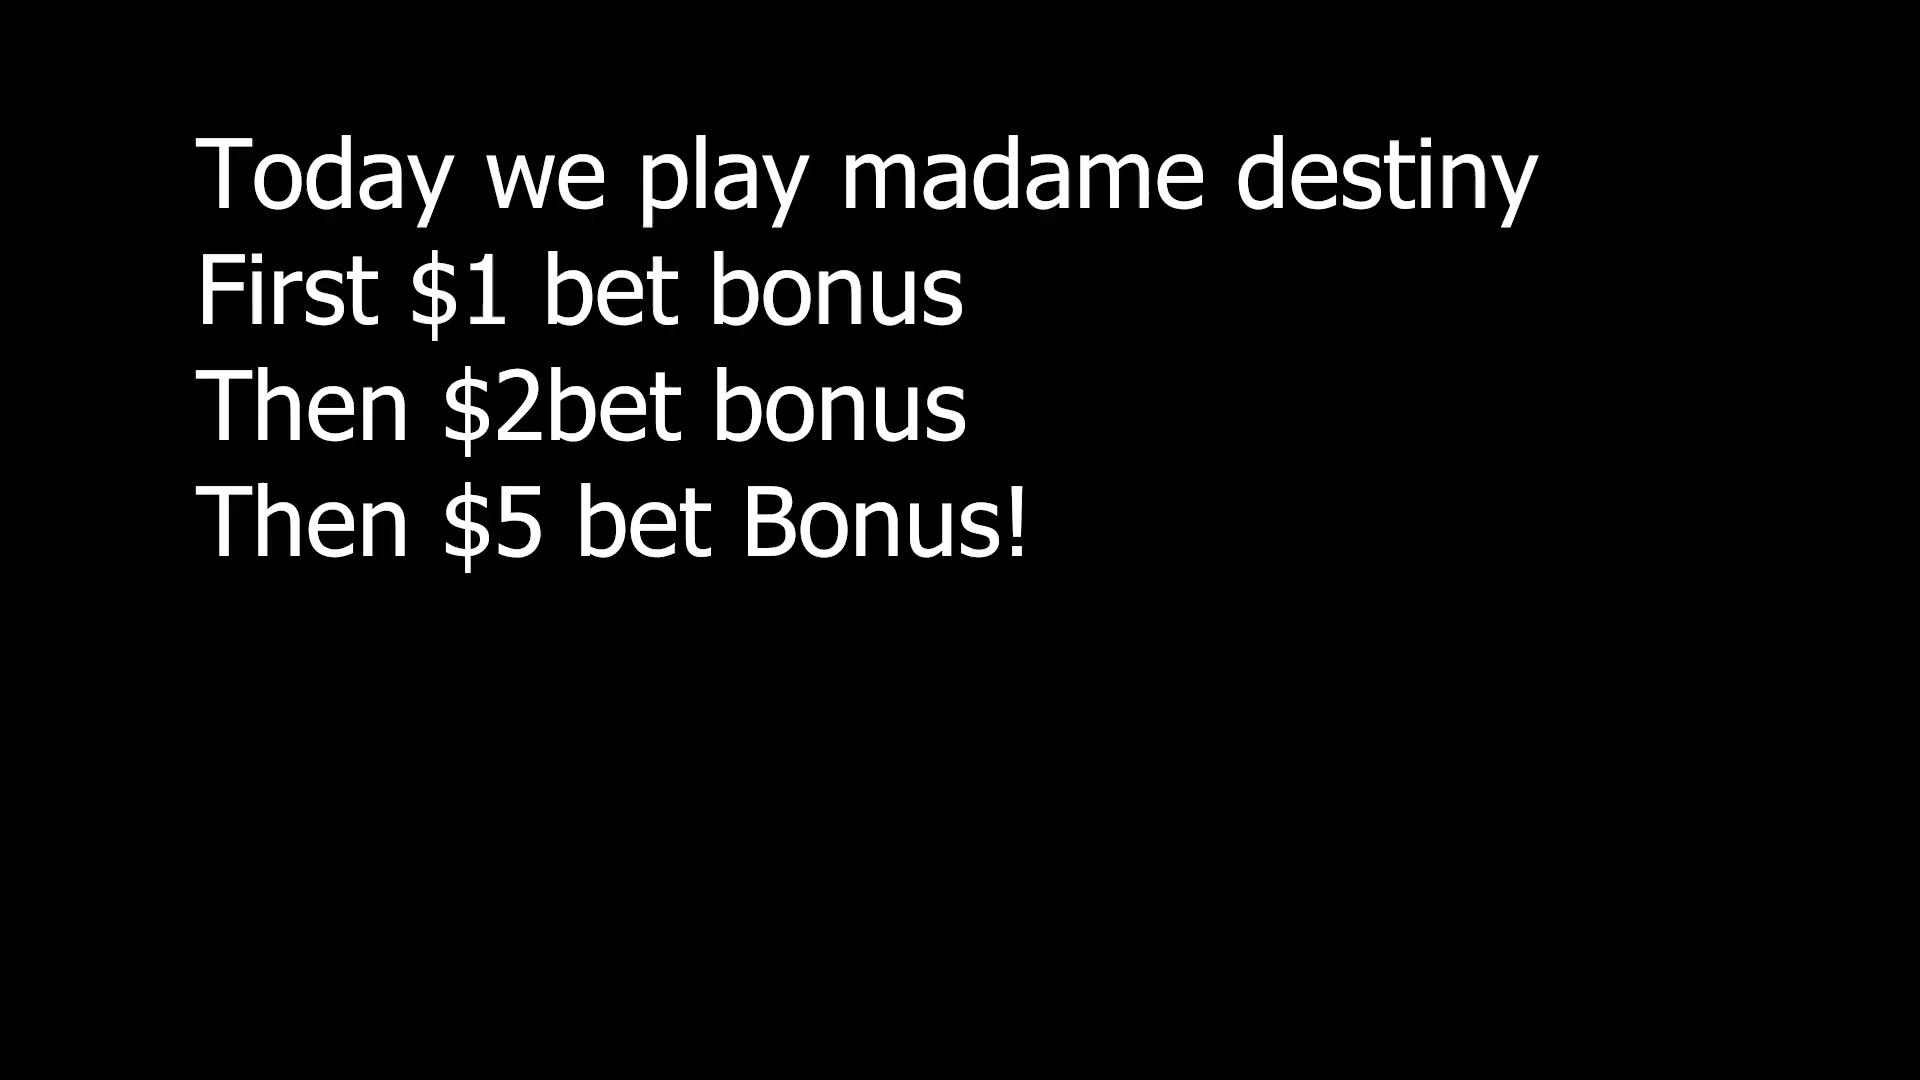 Today we play madame destiny
First $1 bet bonus
Then $2bet bonus
Then $5 bet Bonus!